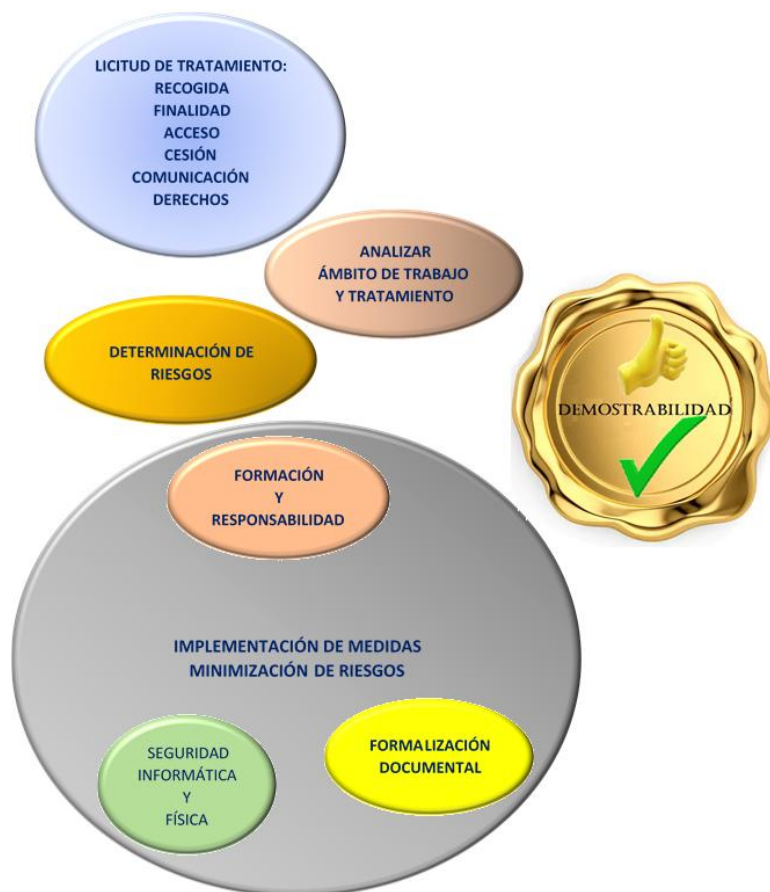 LICITUD DE TRATAMIENTO:
RECOGIDA
FINALIDAD
ACCESO
CESIÓN
COMUNICACIÓN
DERECHOS
ANALIZAR
ÁMBITO DE TRABAJO
Y TRATAMIENTO
DETERMINACIÓN DE
RIESGOS
DEMOSTRABILIDAD
FORMACIÓN
Y
RESPONSABILIDAD
IMPLEMENTACIÓN DE MEDIDAS
MINIMIZACIÓN DE RIESGOS
SEGURIDAD
INFORMÁTICA
Y
FÍSICA
FORMALIZACIÓN
DOCUMENTAL